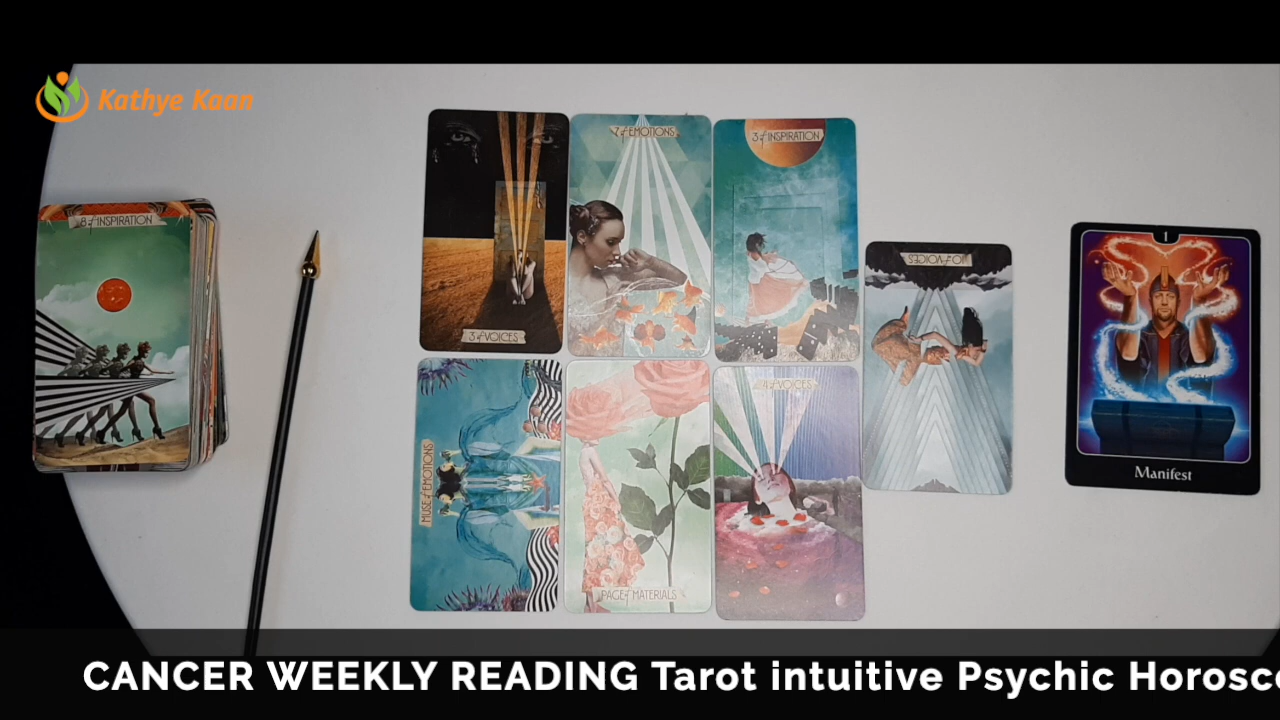 Kathye Kaan
8 of INSPIRATION
3 of VOICES
7 of EMOTIONS
3 of INSPIRATION
10 of VOICES
1
Manifest
MUSE of EMOTIONS
PAGE of MATERIALS
4 of VOICES
CANCER WEEKLY READING Tarot intuitive Psychic Horosc